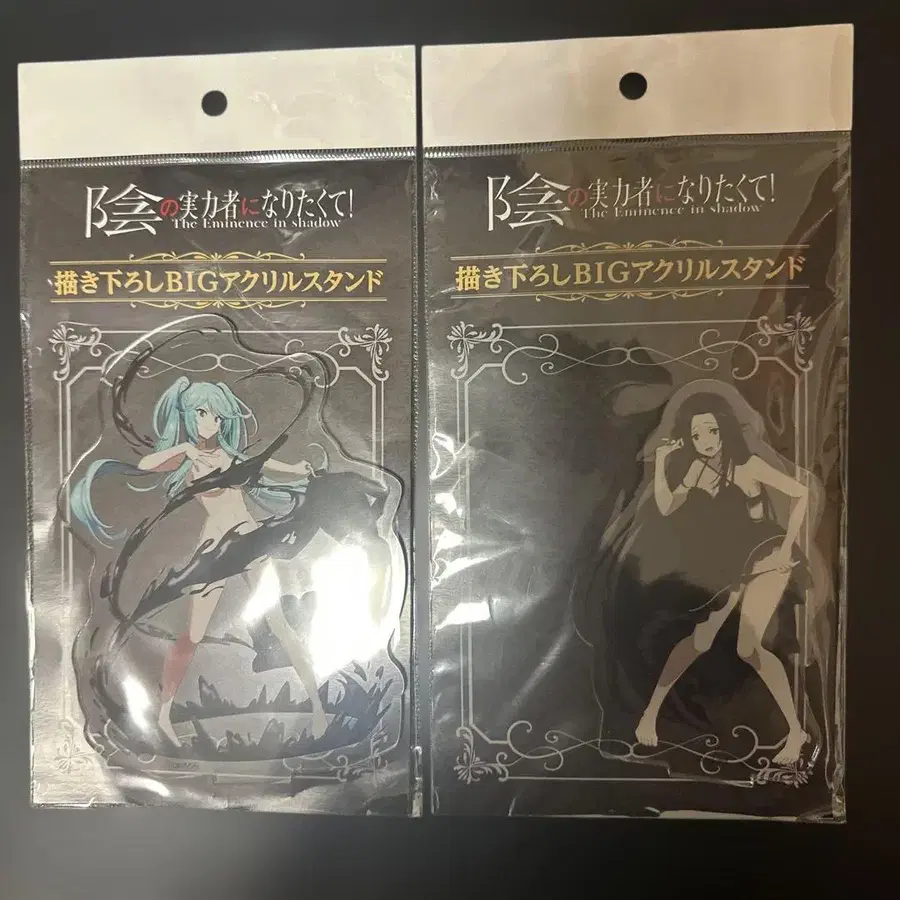 陰の実力者になりたくて!
The Eminence in shadow
描き下ろしBIGアクリルスタンド
陰の実力者になりたくて!
The Eminence in shadow
描き下ろしBIGアクリルスタンド